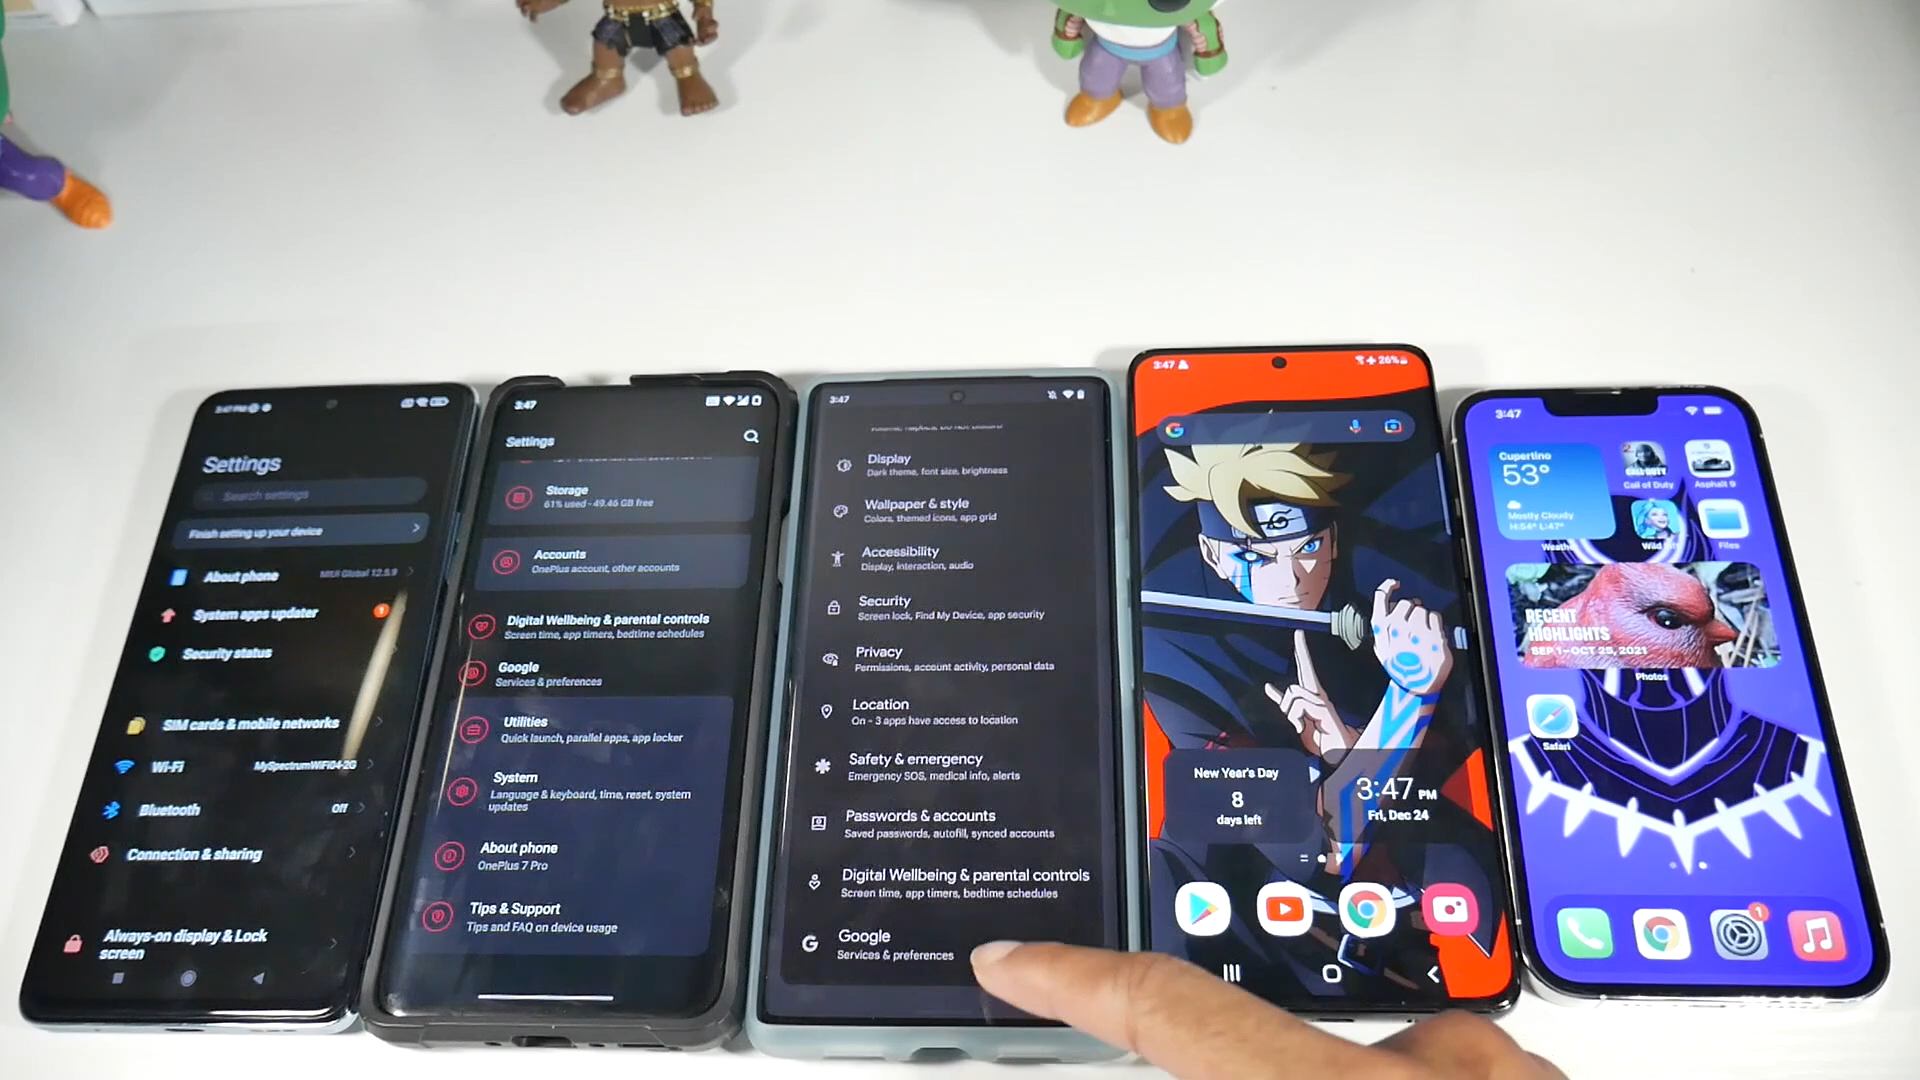 Settings
Search settings
Finish setting up your device
About phone
MIUI Global 12.5.9
System apps updater
1
Security status
SIM cards & mobile networks
Wi-Fi
MySpectrumWiFi04-2G
Bluetooth
Off
Connection & sharing
Always-on display & Lock
screen
3:47
Settings
Storage
61% used - 49.46 GB free
Accounts
OnePlus account, other accounts
Digital Wellbeing & parental controls
Screen time, app timers, bedtime schedules
Google
Services & preferences
Utilities
Quick launch, parallel apps, app locker
System
Language & keyboard, time, reset, system
updates
About phone
OnePlus 7 Pro
Tips & Support
Tips and FAQ on device usage
3:47
Display
Dark theme, font size, brightness
Wallpaper & style
Colors, themed icons, app grid
Accessibility
Display, interaction, audio
Security
Screen lock, Find My Device, app security
Privacy
Permissions, account activity, personal data
Location
On - 3 apps have access to location
Safety & emergency
Emergency SOS, medical info, alerts
Passwords & accounts
Saved passwords, autofill, synced accounts
Digital Wellbeing & parental controls
Screen time, app timers, bedtime schedules
Google
Services & preferences
3:47
26%
New Year's Day
8
days left
3:47 PM
Fri, Dec 24
3:47
Cupertino
53°
Mostly Cloudy
H:54° L:47°
Weather
CALL OF DUTY
Call of Duty
Asphalt 9
Wild
Files
RECENT
HIGHLIGHTS
SEP 1–OCT 25, 2021
Photos
Safari
1